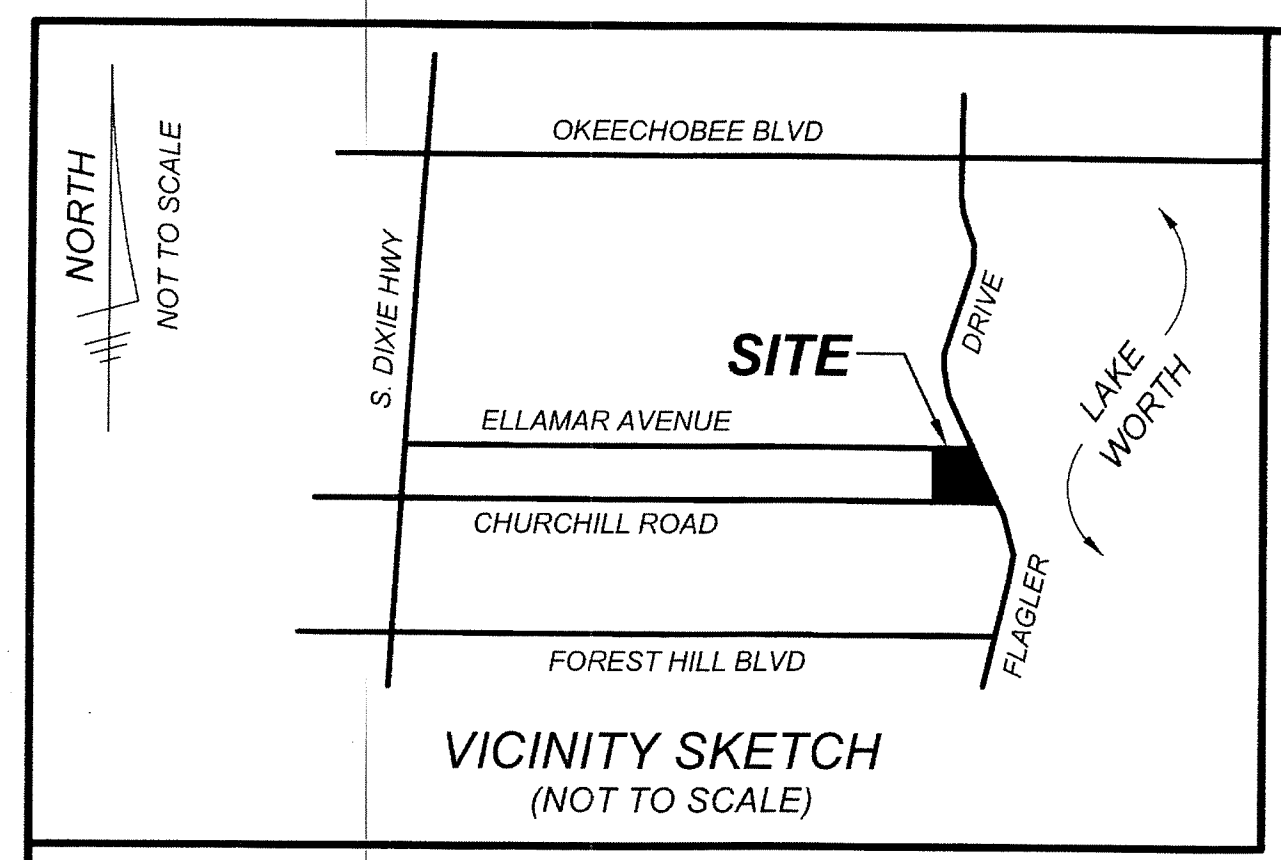 OKEECHOBEE BLVD
NORTH
NOT TO SCALE
S. DIXIE HWY
DRIVE
SITE
LAKE
WORTH
ELLAMAR AVENUE
CHURCHILL ROAD
FLAGLER
FOREST HILL BLVD
VICINITY SKETCH
(NOT TO SCALE)